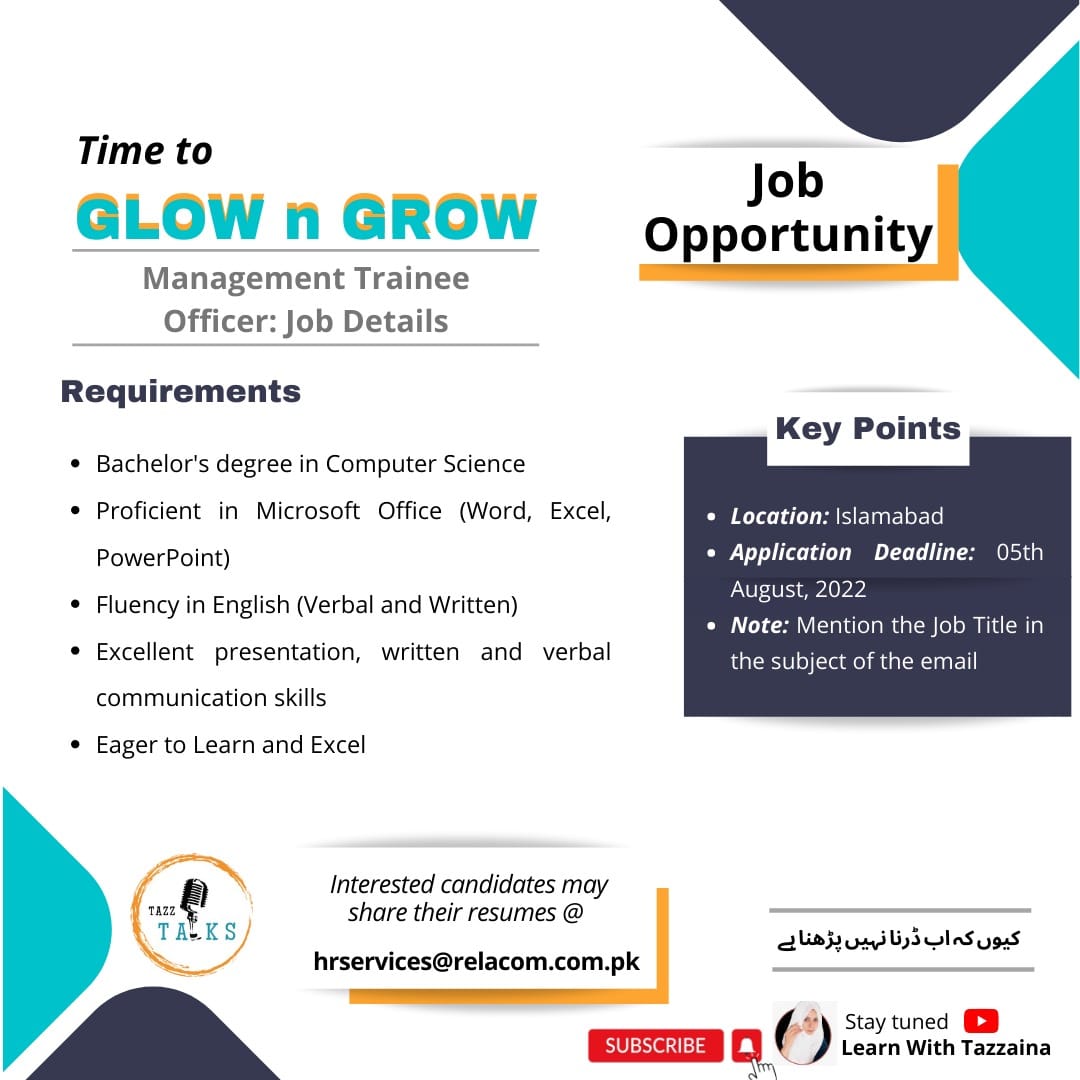 Time to
GLOW n GROW
Management Trainee
Officer: Job Details
Job
Opportunity
Requirements
• Bachelor's degree in Computer Science
• Proficient in Microsoft Office (Word, Excel,
PowerPoint)
• Fluency in English (Verbal and Written)
• Excellent presentation, written and verbal
communication skills
• Eager to Learn and Excel
Key Points
• Location: Islamabad
• Application Deadline: 05th
August, 2022
• Note: Mention the Job Title in
the subject of the email
TAZZ
TALKS
Interested candidates may
share their resumes @
hrservices@relacom.com.pk
کیوں کہ اب ڈرنا نہیں پڑھنا ہے
Stay tuned
Learn With Tazzaina
SUBSCRIBE